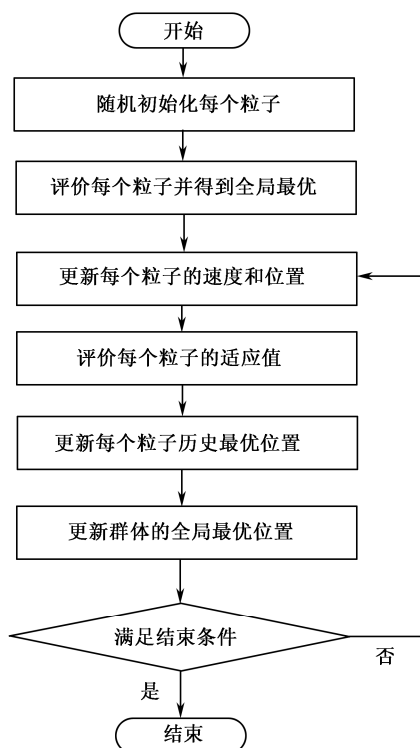 开始
随机初始化每个粒子
评价每个粒子并得到全局最优
更新每个粒子的速度和位置
评价每个粒子的适应值
更新每个粒子历史最优位置
更新群体的全局最优位置
满足结束条件
否
是
结束